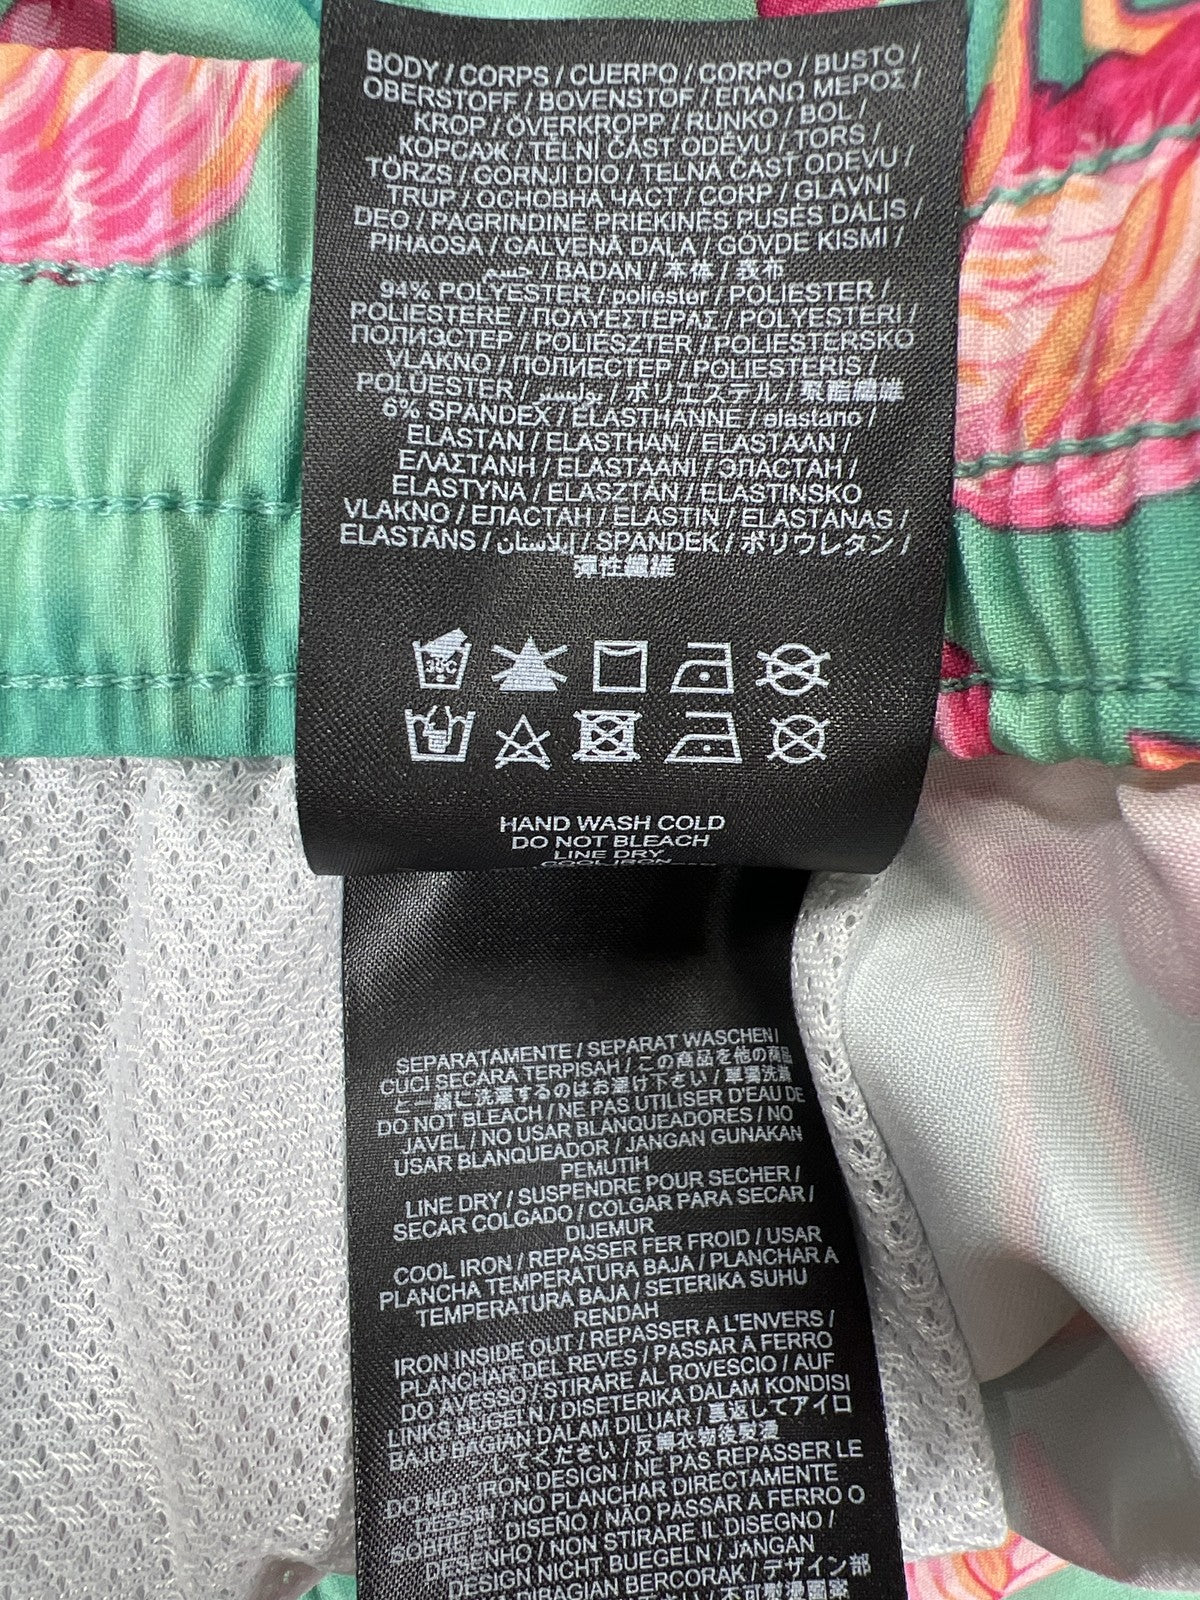 BODY / CORPS / CUERPO / CORPO / BUSTO /
OBERSTOFF / BOVENSTOF / ΕΠΑΝΩ ΜΕΡΟΣ /
KROP / ÖVERKROPP / RUNKO / BOL /
КОРСАЖ / TĚLNÍ ČÁST ODĚVU / TÖRS /
TÖRZS / GORNJI DIO / TELNÁ ČASŤ ODEVU /
TRUP / ОСНОВНА ЧАСТ / CORP / GLAVNI
DEO / PAGRINDINĖ PRIEKINĖS PUSĖS DALIS /
PIHAOSA / GALVENĀ DAĻA / GÖVDE KISMI /
جسم / BADAN / 本体 / 衣布
94% POLYESTER / poliester / POLIESTER /
POLIESTERE / ΠΟΛΥΕΣΤΕΡΑΣ / POLYESTERI /
ПОЛИЭСТЕР / POLIESZTER / POLIESTERSKO
VLAKNO / ПОЛИЕСТЕР / POLIESTERIS /
POLÜESTER / بوليستر / ポリエステル / 聚酯纖維
6% SPANDEX / ÉLASTHANNE / elastano /
ELASTAN / ELASTHAN / ELASTAAN /
ΕΛΑΣΤΑΝΗ / ELASTAANI / ЭЛАСТАН /
ELASTYNA / ELASZTÁN / ELASTINSKO
VLAKNO / ЕЛАСТАН / ELASTIN / ELASTANAS /
ELASTĀNS / إيلاستان / SPANDEK / ポリウレタン /
彈性纖維
30C
HAND WASH COLD
DO NOT BLEACH
LINE DRY
COOL IRON
SEPARATAMENTE / SEPARAT WASCHEN/
CUCI SECARA TERPISAH / この商品を他の商品
と一緒に洗濯するのはお避け下さい / 單獨洗滌
DO NOT BLEACH / NE PAS UTILISER D'EAU DE
JAVEL / NO USAR BLANQUEADORES / NO
USAR BLANQUEADOR / JANGAN GUNAKAN
PEMUTIH
LINE DRY / SUSPENDRE POUR SECHER /
SECAR COLGADO / COLGAR PARA SECAR /
DIJEMUR
COOL IRON / REPASSER FER FROID / USAR
PLANCHA TEMPERATURA BAJA / PLANCHAR A
TEMPERATURA BAJA / SETERIKA SUHU
RENDAH
IRON INSIDE OUT / REPASSER A L'ENVERS /
PLANCHAR DEL REVES / PASSAR A FERRO
DO AVESSO / STIRARE AL ROVESCIO / AUF
LINKS BUGELN / DISETERIKA DALAM KONDISI
BAJU BAGIAN DALAM DILUAR / 裏返してアイロ
ンしてください / 反轉衣物後熨燙
DO NOT IRON DESIGN / NE PAS REPASSER LE
DESSIN / NO PLANCHAR DIRECTAMENTE
SOBRE EL DISEÑO / NÃO PASSAR A FERRO O
DESENHO / NON STIRARE IL DISEGNO /
DESIGN NICHT BUEGELN / JANGAN
DIBAGIAN BERCORAK / デザイン部